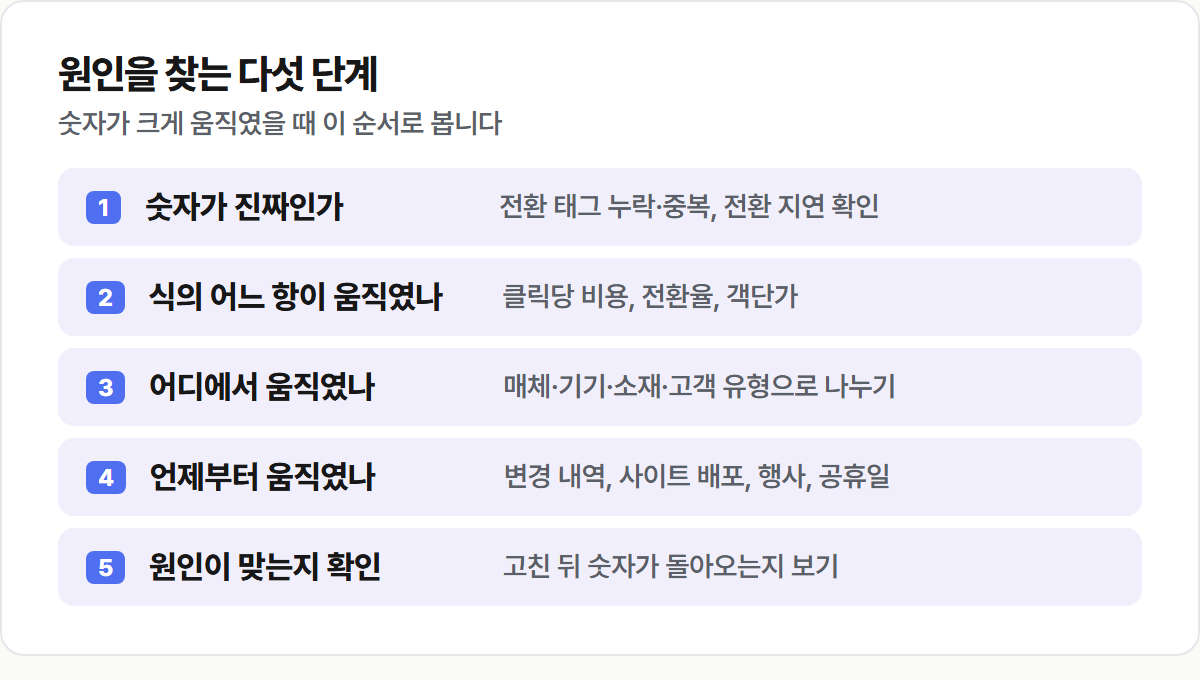 원인을 찾는 다섯 단계
숫자가 크게 움직였을 때 이 순서로 봅니다
1 숫자가 진짜인가 전환 태그 누락·중복, 전환 지연 확인
2 식의 어느 항이 움직였나 클릭당 비용, 전환율, 객단가
3 어디에서 움직였나 매체·기기·소재·고객 유형으로 나누기
4 언제부터 움직였나 변경 내역, 사이트 배포, 행사, 공휴일
5 원인이 맞는지 확인 고친 뒤 숫자가 돌아오는지 보기